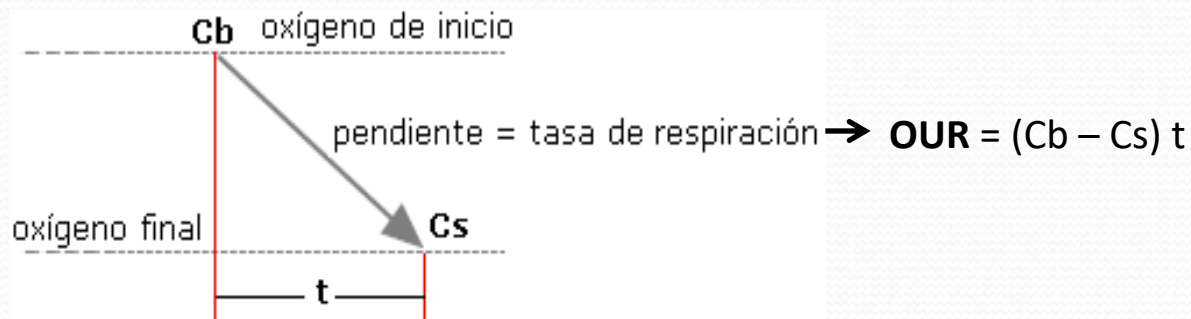 Cb oxígeno de inicio
pendiente = tasa de respiración → OUR = (Cb – Cs) t
oxígeno final
Cs
t